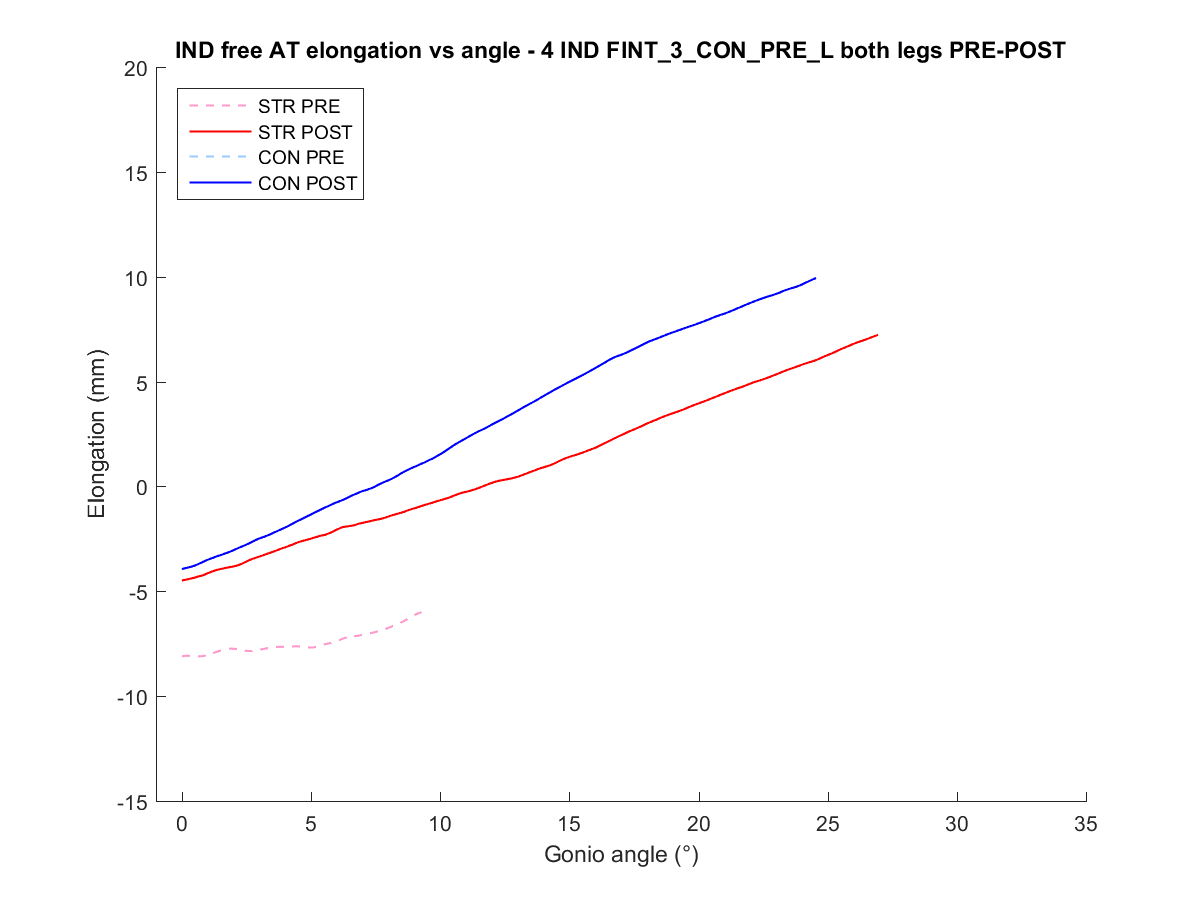 IND free AT elongation vs angle - 4 IND FINT_3_CON_PRE_L both legs PRE-POST
20
15
10
5
0
-5
-10
-15
Elongation (mm)
STR PRE
STR POST
CON PRE
CON POST
0 5 10 15 20 25 30 35
Gonio angle (°)